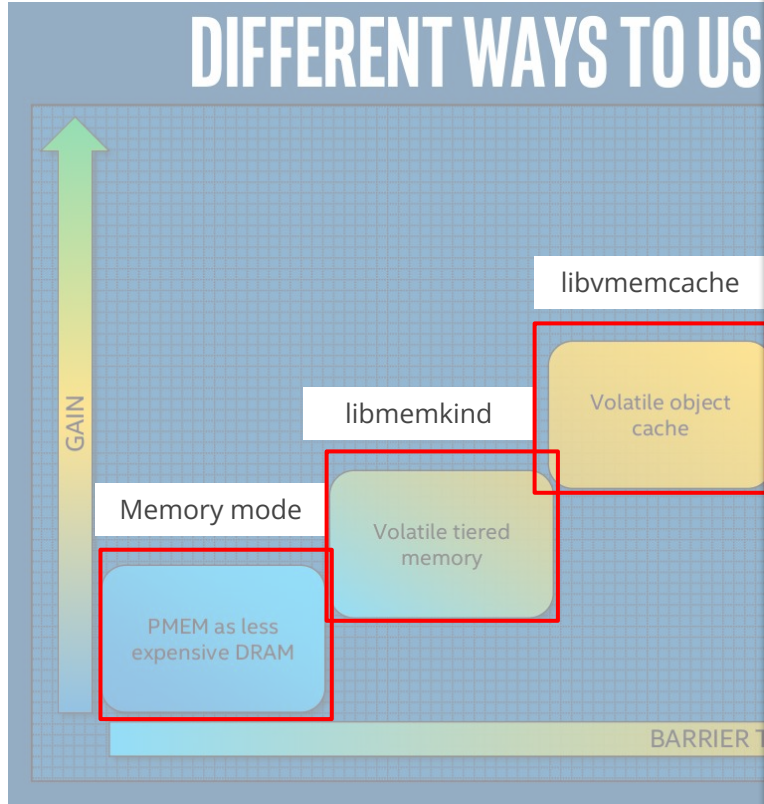 DIFFERENT WAYS TO US
libvmemcache
Volatile object
cache
libmemkind
Volatile tiered
memory
Memory mode
PMEM as less
expensive DRAM
GAIN
BARRIER T